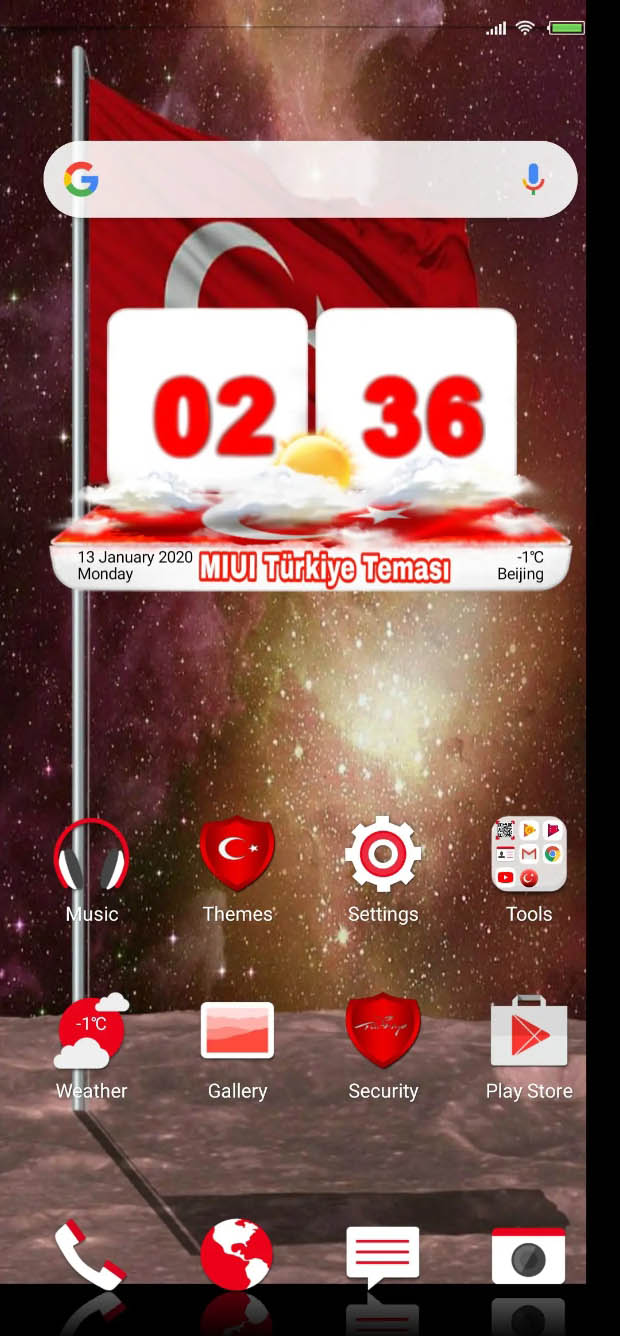 02 36
13 January 2020
Monday
MIUI Türkiye Teması
-1℃
Beijing
Music
Themes
Settings
Tools
-1℃
Türkiye
Weather
Gallery
Security
Play Store